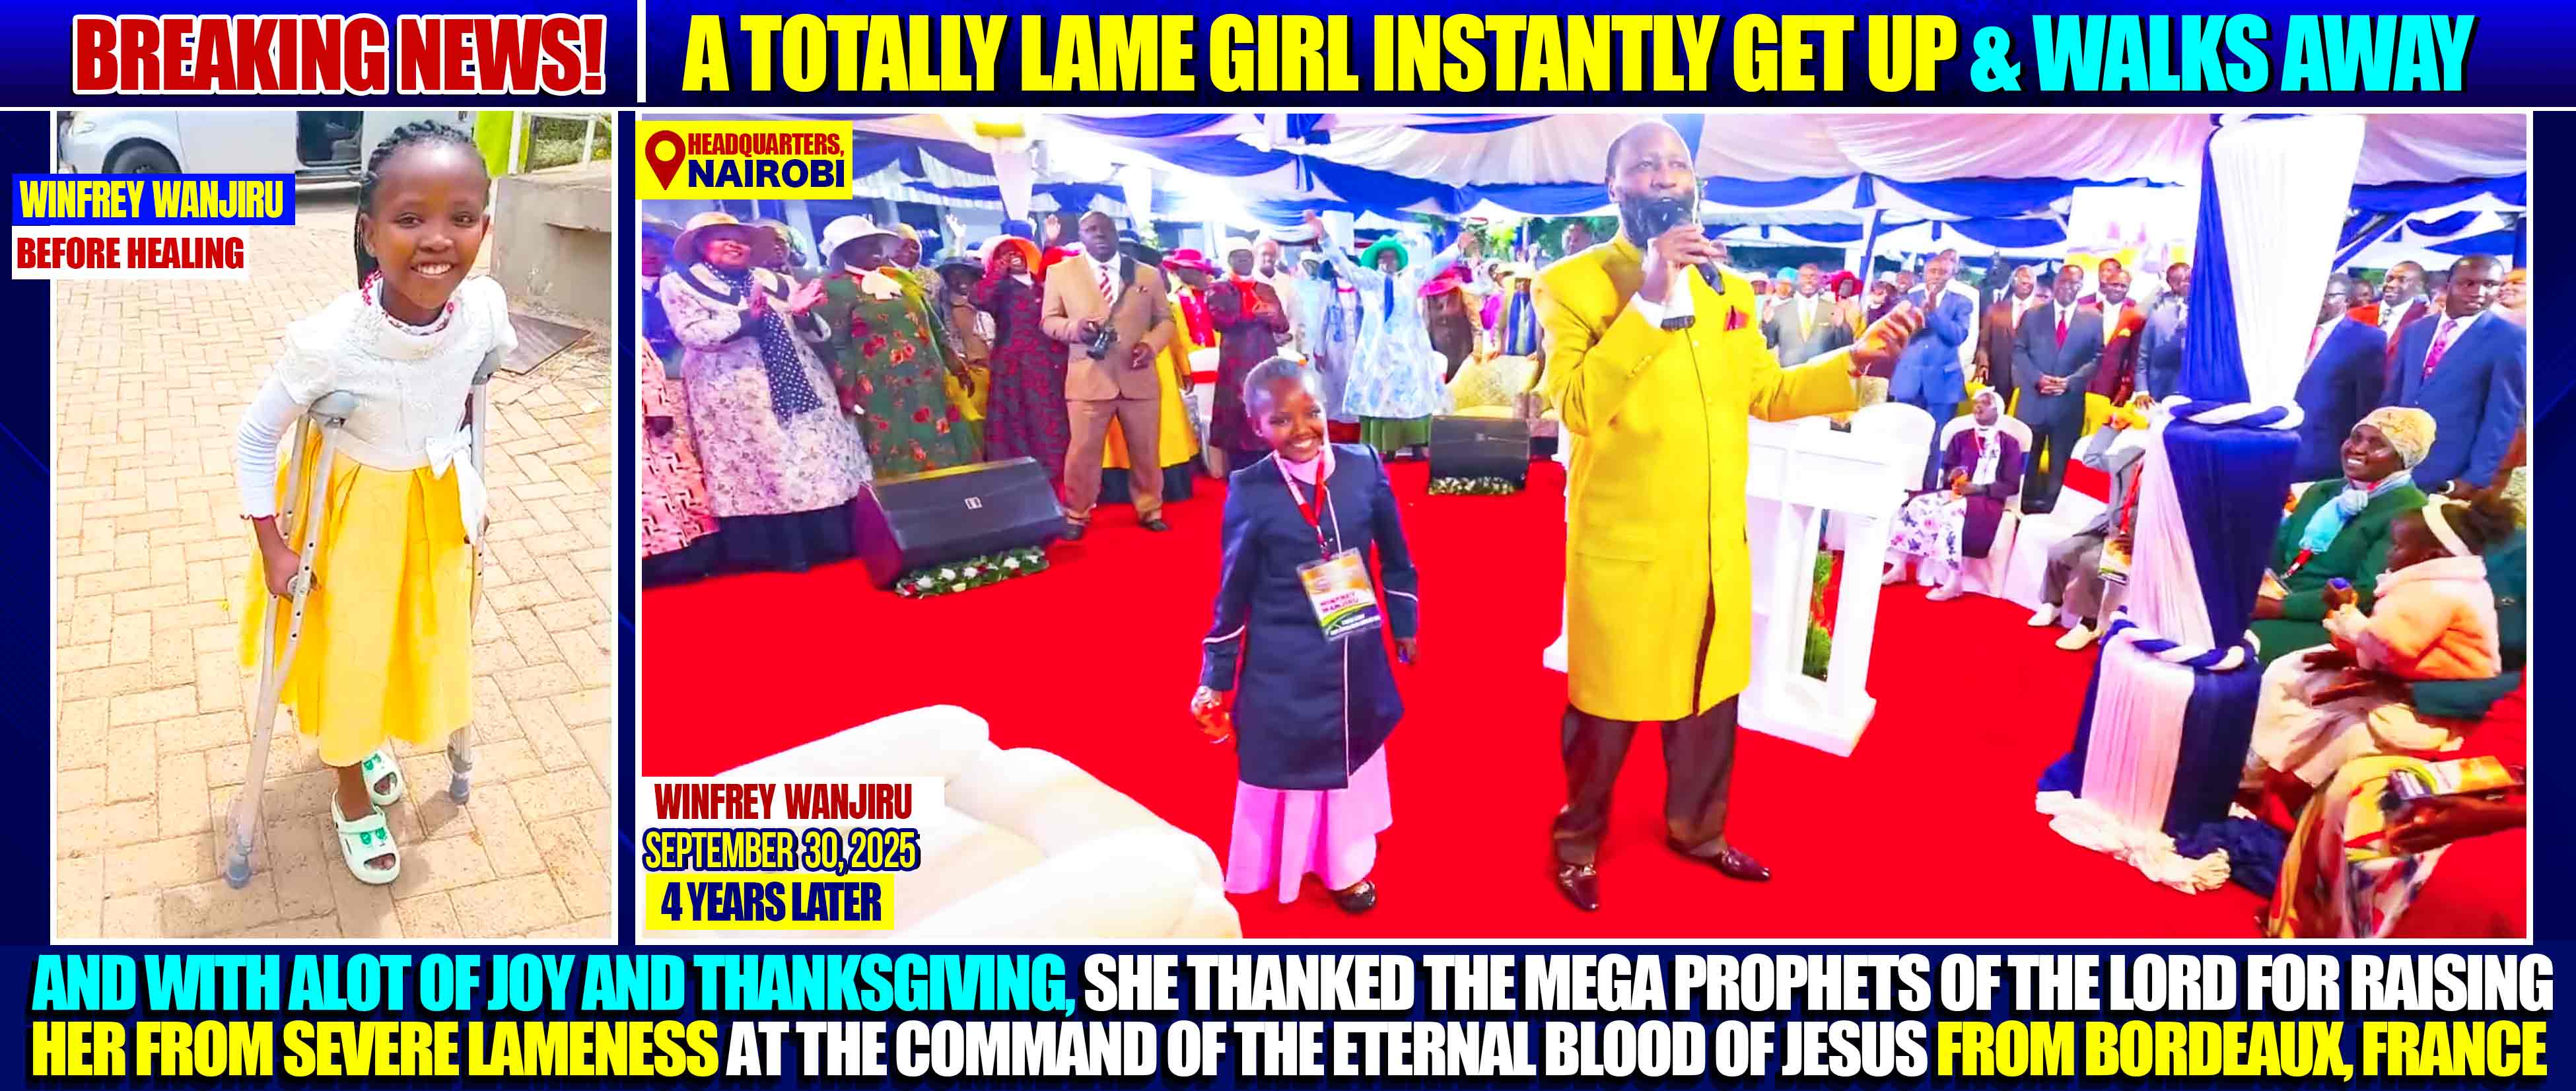 BREAKING NEWS!
A TOTALLY LAME GIRL INSTANTLY GET UP & WALKS AWAY
WINFREY WANJIRU
BEFORE HEALING
HEADQUARTERS,
NAIROBI
WINFREY
WANJIRU
WINFREY WANJIRU
SEPTEMBER 30, 2025
4 YEARS LATER
AND WITH ALOT OF JOY AND THANKSGIVING, SHE THANKED THE MEGA PROPHETS OF THE LORD FOR RAISING
HER FROM SEVERE LAMENESS AT THE COMMAND OF THE ETERNAL BLOOD OF JESUS FROM BORDEAUX, FRANCE